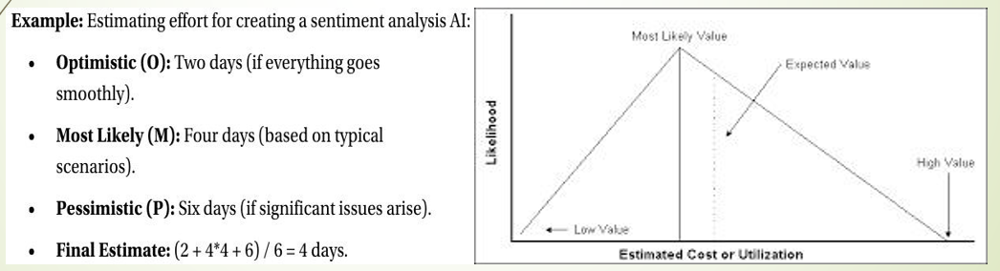 Example: Estimating effort for creating a sentiment analysis AI:
• Optimistic (O): Two days (if everything goes
smoothly).
• Most Likely (M): Four days (based on typical
scenarios).
• Pessimistic (P): Six days (if significant issues arise).
• Final Estimate: (2 + 4*4 + 6) / 6 = 4 days.
Most Likely Value
Expected Value
Likelihood
High Value
Low Value
Estimated Cost or Utilization